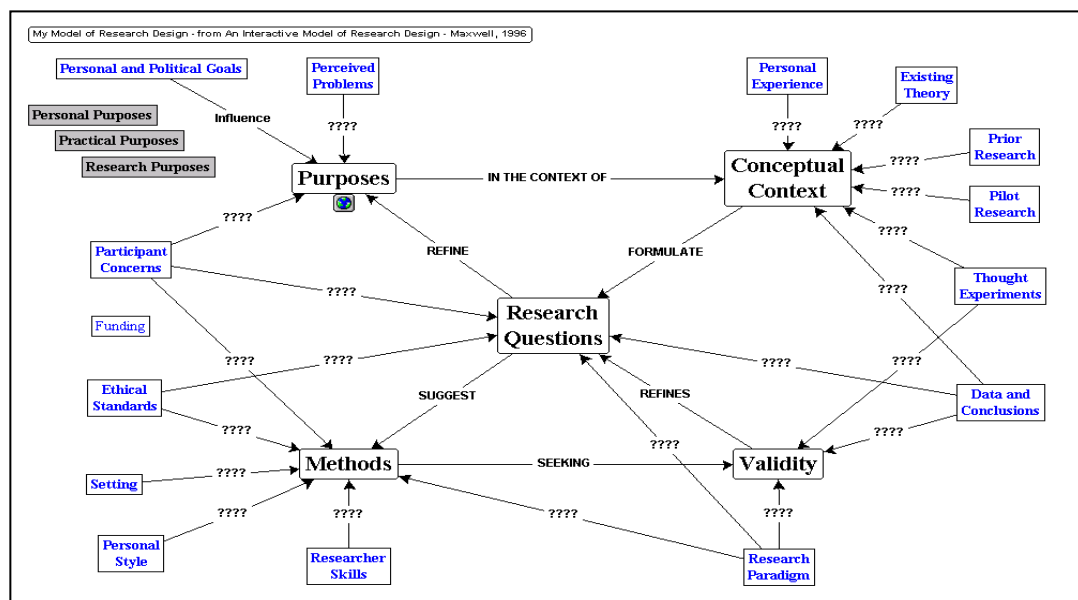 My Model of Research Design - from An Interactive Model of Research Design - Maxwell, 1996
Personal and Political Goals
Perceived
Problems
Personal
Experience
Existing
Theory
Influence
????
????
????
Personal Purposes
Practical Purposes
Research Purposes
Prior
Research
????
Purposes
IN THE CONTEXT OF
Conceptual
Context
Pilot
Research
????
????
????
Participant
Concerns
REFINE
FORMULATE
Thought
Experiments
????
????
Research
Questions
Funding
????
????
????
????
Ethical
Standards
SUGGEST
REFINES
Data and
Conclusions
????
????
????
Methods
SEEKING
Validity
Setting
????
????
????
????
????
Personal
Style
Researcher
Skills
Research
Paradigm